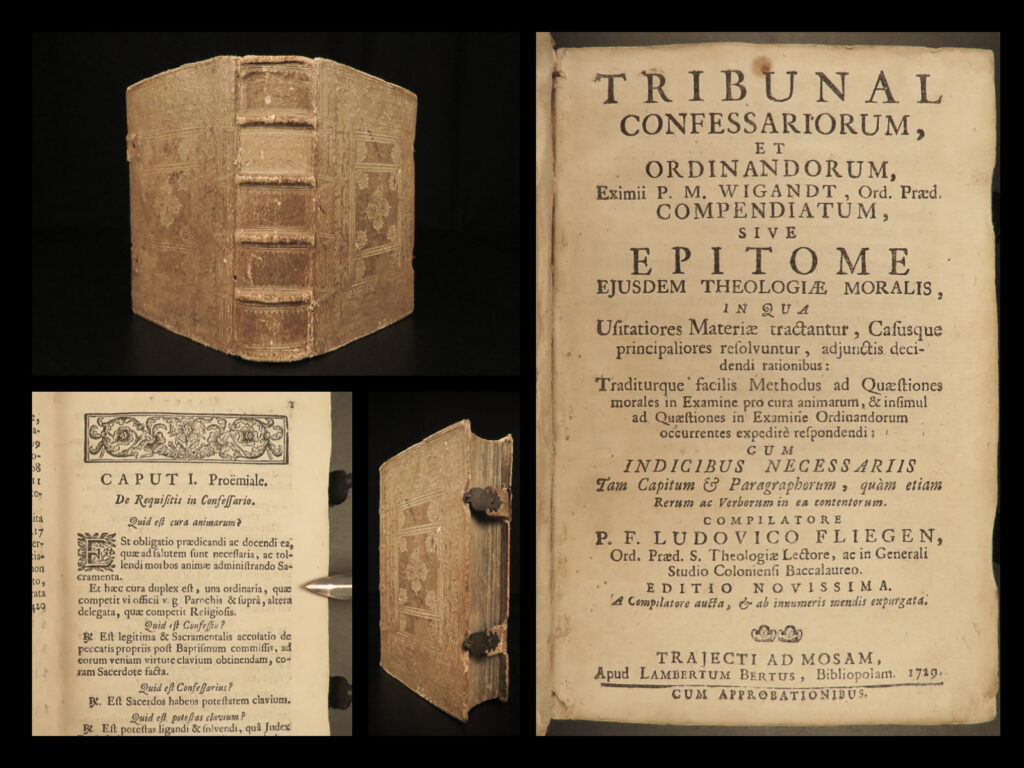 TRIBUNAL
CONFESSARIORUM,
ET
ORDINANDORUM,
Eximii P. M. WIGANDT, Ord. Præd.
COMPENDIATUM,
SIVE
EPITOME
EJUSDEM THEOLOGIÆ MORALIS,
IN QUA
Uſitatiores Materiæ tractantur, Caſuſque
principaliores reſolvuntur, adjunctis deci-
dendi rationibus:
Traditurque facilis Methodus ad Quæſtiones
morales in Examine pro cura animarum, & inſimul
ad Quæſtiones in Examine Ordinandorum
occurrentes expeditè reſpondendi:
CUM
INDICIBUS NECESSARIIS
Tam Capitum & Paragraphorum, quàm etiam
Rerum ac Verborum in ea contentorum.
COMPILATORE
P. F. LUDOVICO FLIEGEN,
Ord. Præd. S. Theologiæ Lectore, ac in Generali
Studio Colonienſi Baccalaureo.
EDITIO NOVISSIMA.
A Compilatore aucta, & ab innumeris mendis expurgata.
TRAJECTI AD MOSAM,
Apud LAMBERTUM BERTUS, Bibliopolam. 1729.
CUM APPROBATIONIBUS.
1
CAPUT I. Proëmiale.
De Requiſitis in Confeſſario.
Quid eſt cura animarum?
ESt obligatio prædicandi ac docendi ea,
quæ ad ſalutem ſunt neceſſaria, ac tol-
lendi morbos animæ adminiſtrando Sa-
cramenta.
Et hæc cura duplex eſt, una ordinaria, quæ
competit vi officii v. g. Parochis & ſuprà, altera
delegata, quæ competit Religioſis.
Quid eſt Confeſſio?
℞. Eſt legitima & Sacramentalis accuſatio de
peccatis propriis poſt Baptiſmum commiſſis, ad
eorum veniam virtute clavium obtinendam, co-
ram Sacerdote facta.
Quid eſt Confeſſarius?
℞. Eſt Sacerdos habens poteſtatem clavium.
Quid eſt poteſtas clavium?
℞. Eſt poteſtas ligandi & ſolvendi, quâ Judex